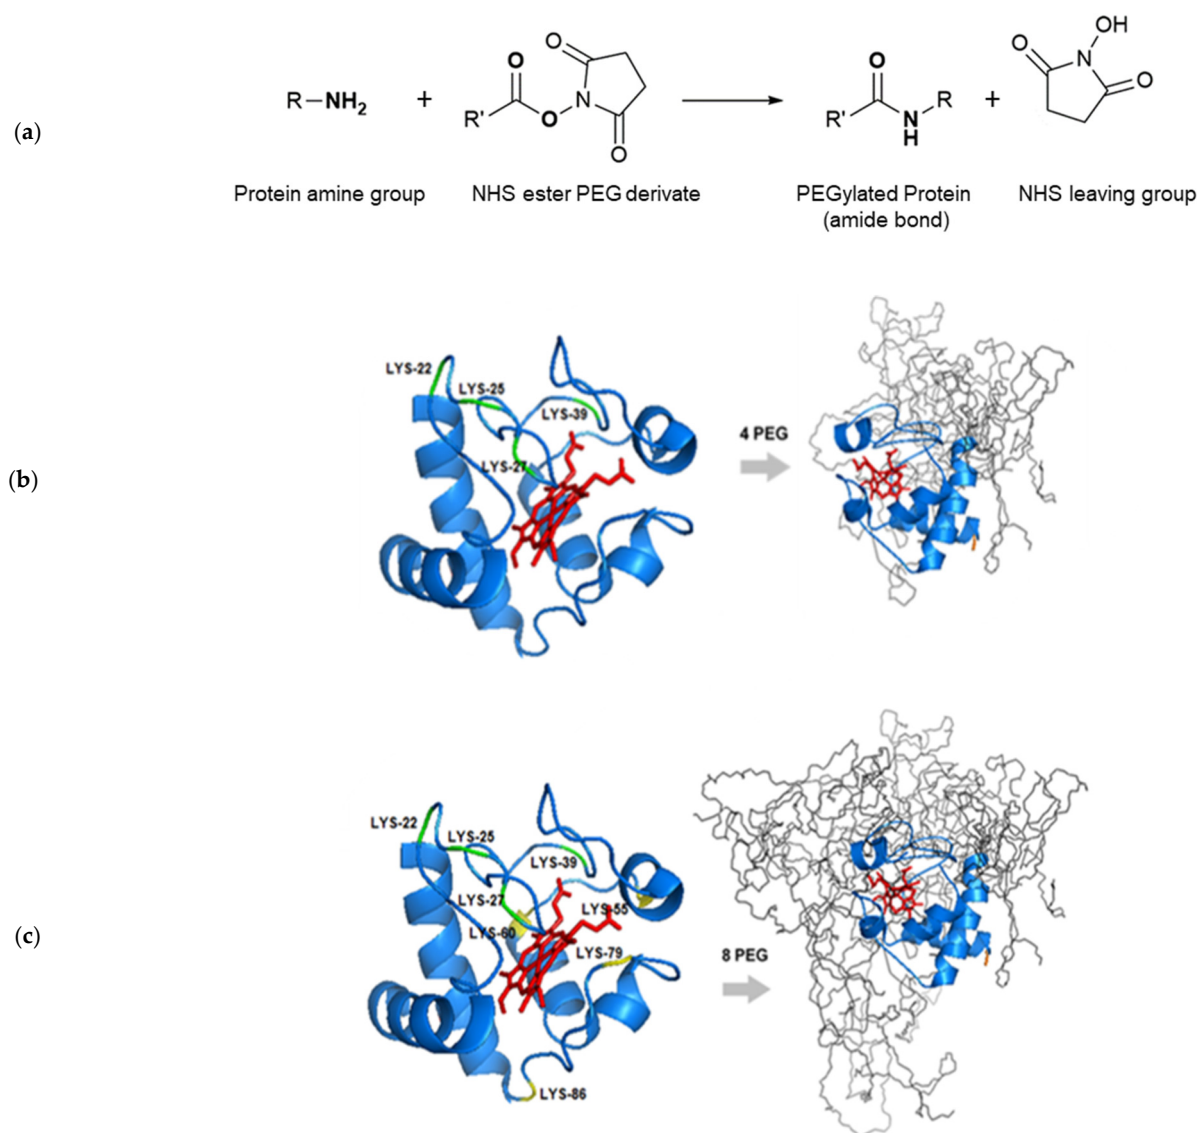 (a)
R–NH₂ + R' O O N O O R' O N H R + O N OH O
Protein amine group NHS ester PEG derivate PEGylated Protein NHS leaving group
(amide bond)
(b)
LYS-22
LYS-25
LYS-39
LYS-27
4 PEG
(c)
LYS-22
LYS-25
LYS-39
LYS-27
LYS-55
LYS-60
LYS-79
LYS-86
8 PEG